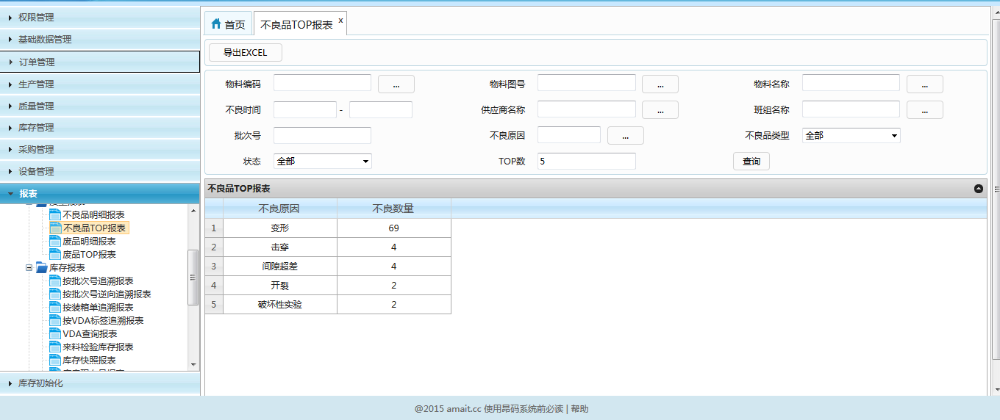 权限管理
基础数据管理
订单管理
生产管理
质量管理
库存管理
采购管理
设备管理
报表
不良品明细报表
不良品TOP报表
废品明细报表
废品TOP报表
库存报表
按批次号追溯报表
按批次号逆向追溯报表
按装箱单追溯报表
按VDA标签追溯报表
VDA查询报表
来料检验库存报表
库存快照报表
库存初始化
首页 不良品TOP报表 x
导出EXCEL
物料编码 ... 物料图号 ... 物料名称 ...
不良时间 - 供应商名称 ... 班组名称 ...
批次号 不良原因 ... 不良品类型 全部
状态 全部 TOP数 5 查询
不良品TOP报表
不良原因 不良数量
1 变形 69
2 击穿 4
3 间隙超差 4
4 开裂 2
5 破坏性实验 2
@2015 amait.cc 使用昂码系统前必读 | 帮助